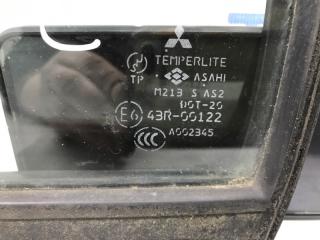 TEMPERLITE
TP ASAHI
M213 S AS2
DOT-20
E6 43R-00122
CCC
A002345